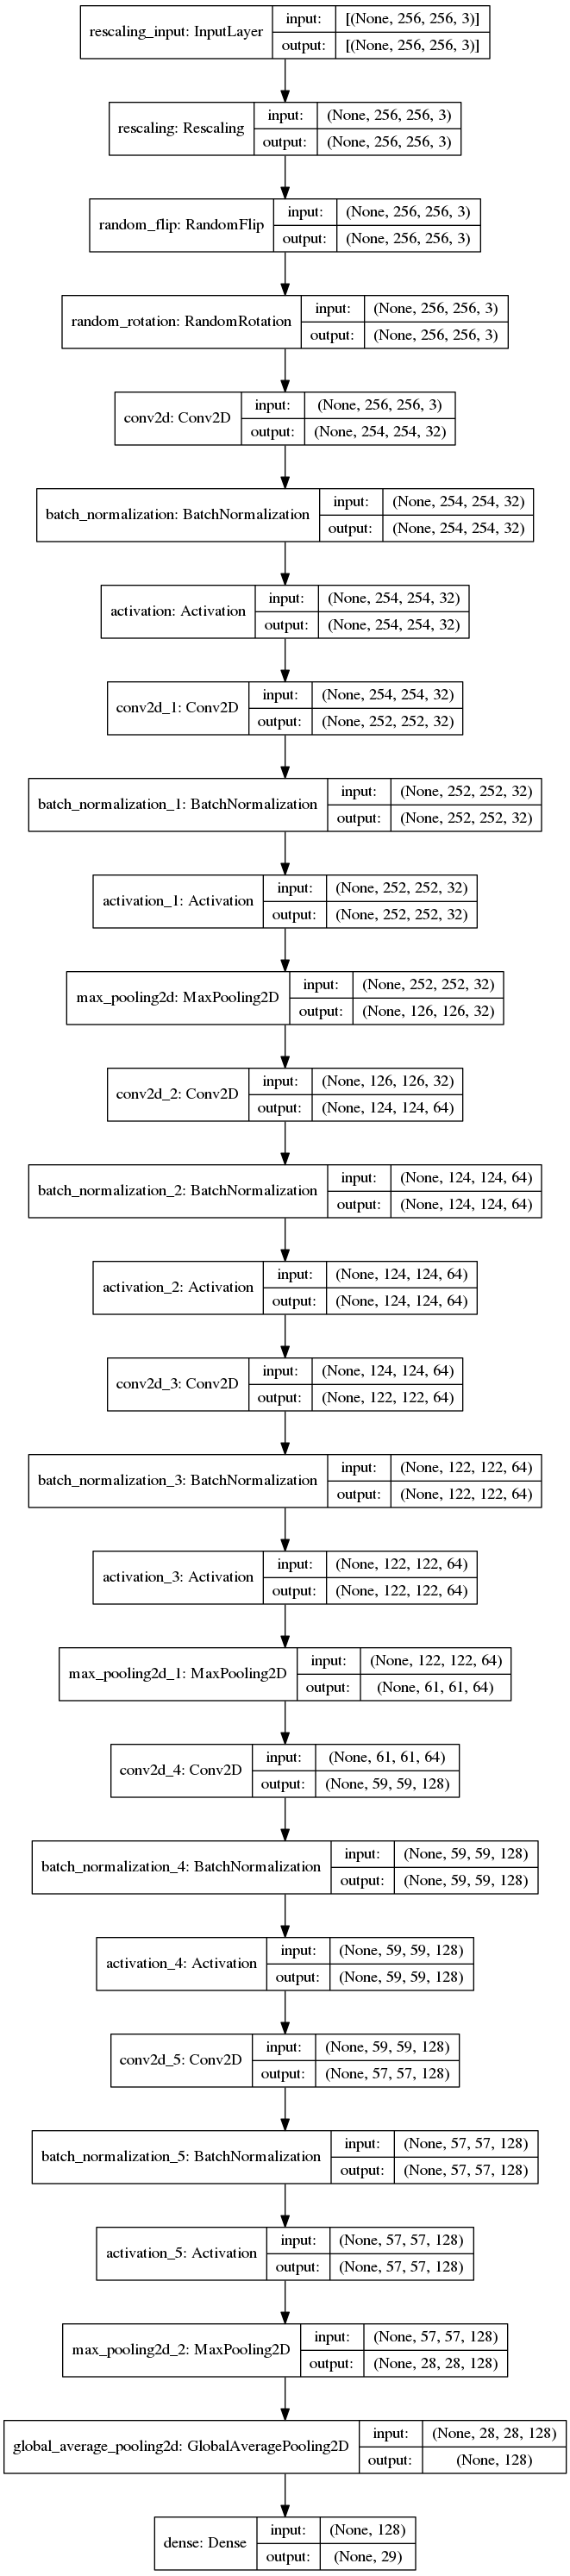 rescaling_input: InputLayer
input: [(None, 256, 256, 3)]
output: [(None, 256, 256, 3)]
rescaling: Rescaling
input: (None, 256, 256, 3)
output: (None, 256, 256, 3)
random_flip: RandomFlip
input: (None, 256, 256, 3)
output: (None, 256, 256, 3)
random_rotation: RandomRotation
input: (None, 256, 256, 3)
output: (None, 256, 256, 3)
conv2d: Conv2D
input: (None, 256, 256, 3)
output: (None, 254, 254, 32)
batch_normalization: BatchNormalization
input: (None, 254, 254, 32)
output: (None, 254, 254, 32)
activation: Activation
input: (None, 254, 254, 32)
output: (None, 254, 254, 32)
conv2d_1: Conv2D
input: (None, 254, 254, 32)
output: (None, 252, 252, 32)
batch_normalization_1: BatchNormalization
input: (None, 252, 252, 32)
output: (None, 252, 252, 32)
activation_1: Activation
input: (None, 252, 252, 32)
output: (None, 252, 252, 32)
max_pooling2d: MaxPooling2D
input: (None, 252, 252, 32)
output: (None, 126, 126, 32)
conv2d_2: Conv2D
input: (None, 126, 126, 32)
output: (None, 124, 124, 64)
batch_normalization_2: BatchNormalization
input: (None, 124, 124, 64)
output: (None, 124, 124, 64)
activation_2: Activation
input: (None, 124, 124, 64)
output: (None, 124, 124, 64)
conv2d_3: Conv2D
input: (None, 124, 124, 64)
output: (None, 122, 122, 64)
batch_normalization_3: BatchNormalization
input: (None, 122, 122, 64)
output: (None, 122, 122, 64)
activation_3: Activation
input: (None, 122, 122, 64)
output: (None, 122, 122, 64)
max_pooling2d_1: MaxPooling2D
input: (None, 122, 122, 64)
output: (None, 61, 61, 64)
conv2d_4: Conv2D
input: (None, 61, 61, 64)
output: (None, 59, 59, 128)
batch_normalization_4: BatchNormalization
input: (None, 59, 59, 128)
output: (None, 59, 59, 128)
activation_4: Activation
input: (None, 59, 59, 128)
output: (None, 59, 59, 128)
conv2d_5: Conv2D
input: (None, 59, 59, 128)
output: (None, 57, 57, 128)
batch_normalization_5: BatchNormalization
input: (None, 57, 57, 128)
output: (None, 57, 57, 128)
activation_5: Activation
input: (None, 57, 57, 128)
output: (None, 57, 57, 128)
max_pooling2d_2: MaxPooling2D
input: (None, 57, 57, 128)
output: (None, 28, 28, 128)
global_average_pooling2d: GlobalAveragePooling2D
input: (None, 28, 28, 128)
output: (None, 128)
dense: Dense
input: (None, 128)
output: (None, 29)